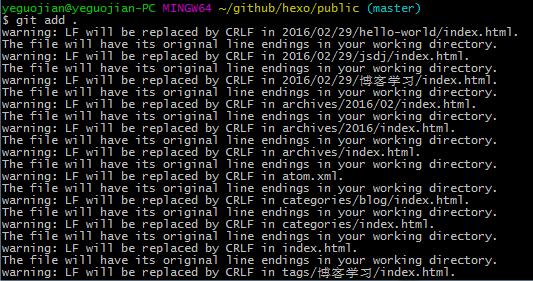 yeguojian@yeguojian-PC MINGW64 ~/github/hexo/public (master)
$ git add .
warning: LF will be replaced by CRLF in 2016/02/29/hello-world/index.html.
The file will have its original line endings in your working directory.
warning: LF will be replaced by CRLF in 2016/02/29/jsdj/index.html.
The file will have its original line endings in your working directory.
warning: LF will be replaced by CRLF in 2016/02/29/博客学习/index.html.
The file will have its original line endings in your working directory.
warning: LF will be replaced by CRLF in archives/2016/02/index.html.
The file will have its original line endings in your working directory.
warning: LF will be replaced by CRLF in archives/2016/index.html.
The file will have its original line endings in your working directory.
warning: LF will be replaced by CRLF in archives/index.html.
The file will have its original line endings in your working directory.
warning: LF will be replaced by CRLF in atom.xml.
The file will have its original line endings in your working directory.
warning: LF will be replaced by CRLF in categories/blog/index.html.
The file will have its original line endings in your working directory.
warning: LF will be replaced by CRLF in categories/index.html.
The file will have its original line endings in your working directory.
warning: LF will be replaced by CRLF in index.html.
The file will have its original line endings in your working directory.
warning: LF will be replaced by CRLF in tags/博客学习/index.html.